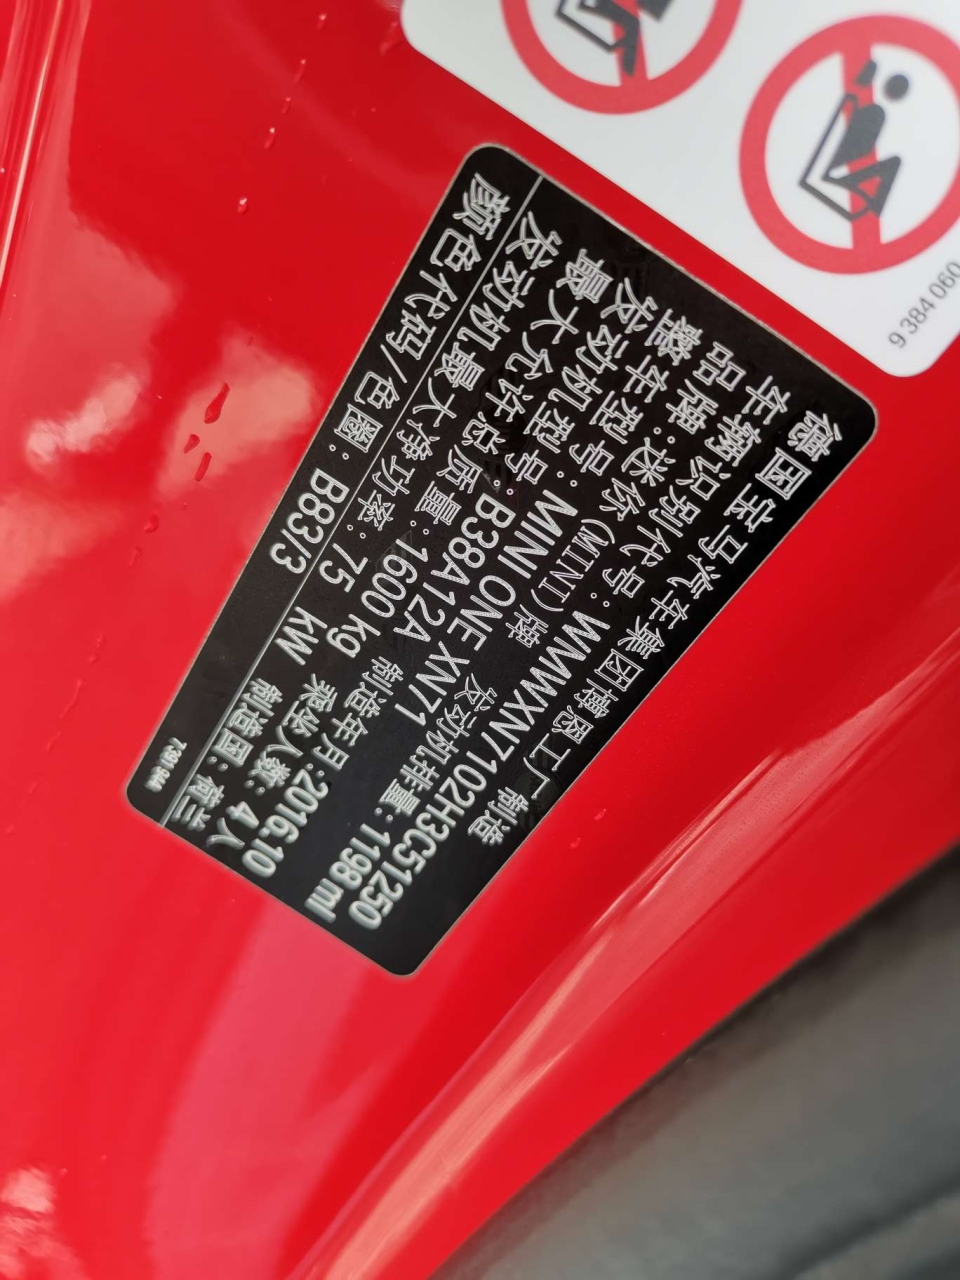 德国宝马汽车集团博恩工厂 制造
车辆识别代号：WMWXN7102H3C51250
品牌：迷你(MINI)牌 发动机排量：1198 ml
整车型号：MINI ONE XN71
发动机型号：B38A12A 制造年月：2016.10
最大允许总质量：1600 kg 乘坐人数：4 人
发动机最大净功率：75 kW 制造国：荷兰
颜色代码/色圈：B83/3
9 384 060